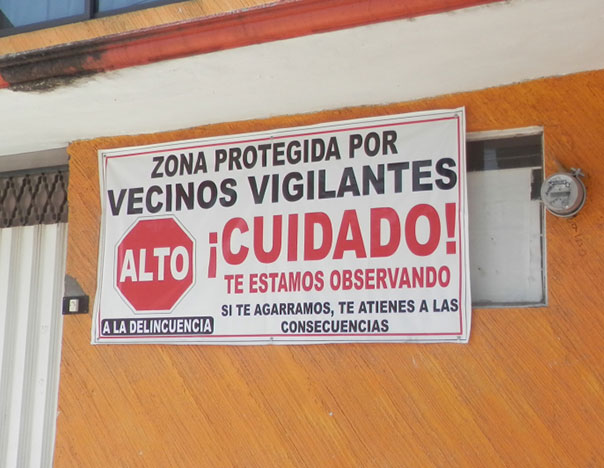 ZONA PROTEGIDA POR
VECINOS VIGILANTES
ALTO
A LA DELINCUENCIA
¡CUIDADO!
TE ESTAMOS OBSERVANDO
SI TE AGARRAMOS, TE ATIENES A LAS
CONSECUENCIAS